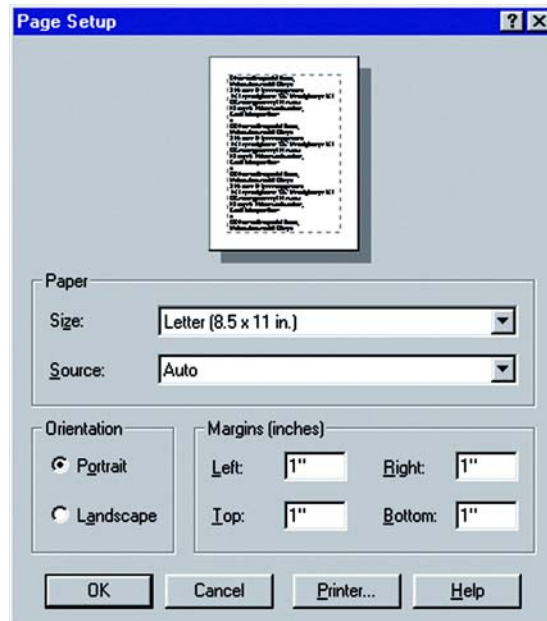 Page Setup
Paper
Size: Letter (8.5 x 11 in.)
Source: Auto
Orientation
Portrait
Landscape
Margins (inches)
Left: 1" Right: 1"
Top: 1" Bottom: 1"
OK Cancel Printer... Help